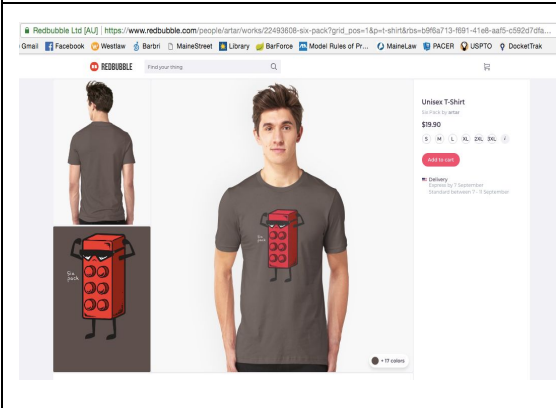 Redbubble Ltd [AU] | https://www.redbubble.com/people/artar/works/22493608-six-pack?grid_pos=1&p=t-shirt&rbs=b9f6a713-f691-41e8-aaf5-c592d7dfa...
Gmail Facebook Westlaw Barbri MaineStreet Library BarForce Model Rules of Pr... MaineLaw PACER USPTO DocketTrak
REDBUBBLE Find your thing
Unisex T-Shirt
Six Pack by artar
$19.90
S M L XL 2XL 3XL
Add to cart
Delivery
Express by 7 September
Standard between 7 - 11 September
Six
pack
Six
pack
+ 17 colors